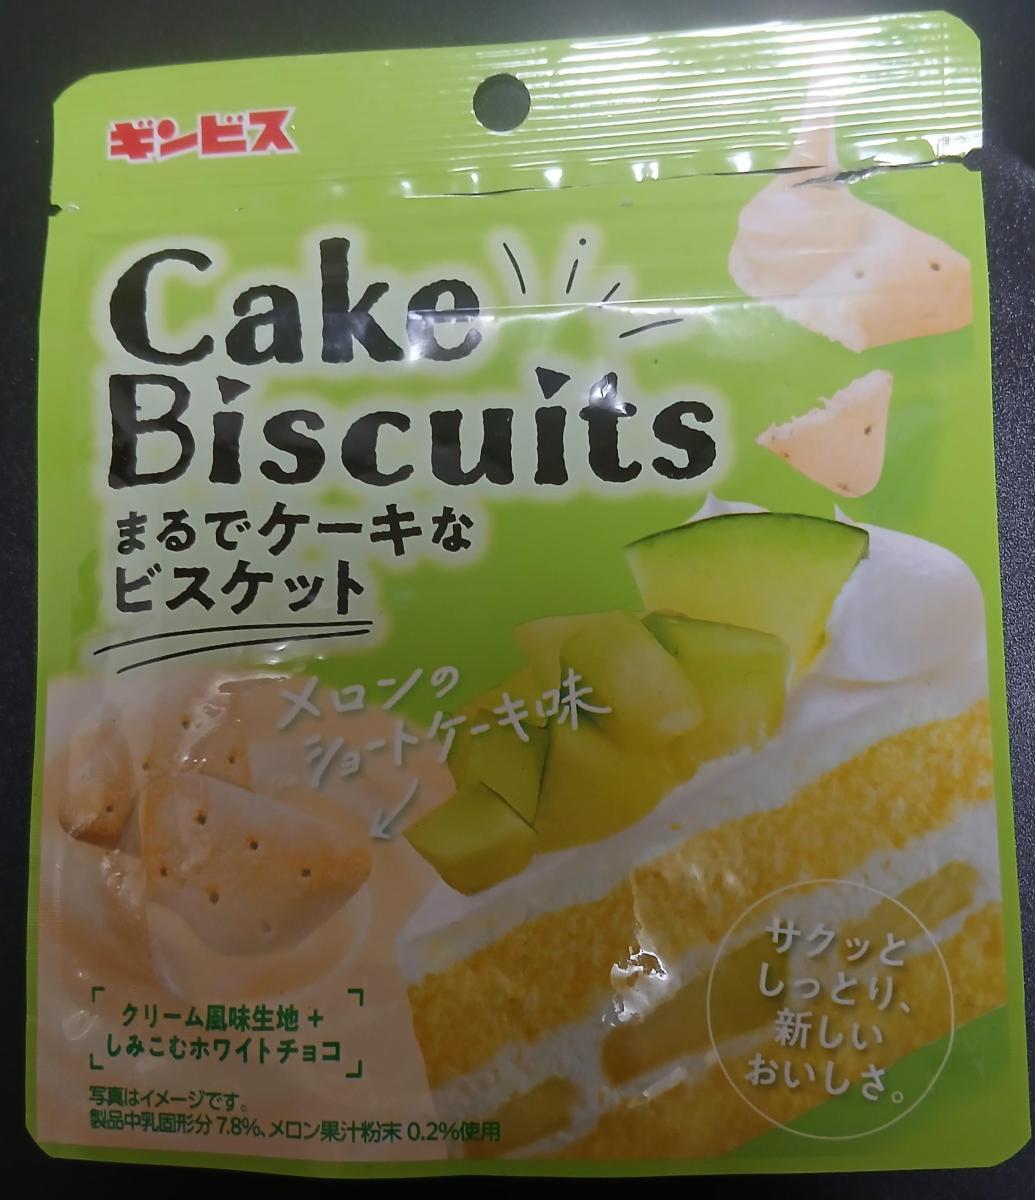 ギンビス
Cake
Biscuits
まるでケーキな
ビスケット
メロンの
ショートケーキ味
サクッと
しっとり、
新しい
おいしさ。
クリーム風味生地 +
しみこむホワイトチョコ
写真はイメージです。
製品中乳固形分 7.8%、メロン果汁粉末 0.2%使用